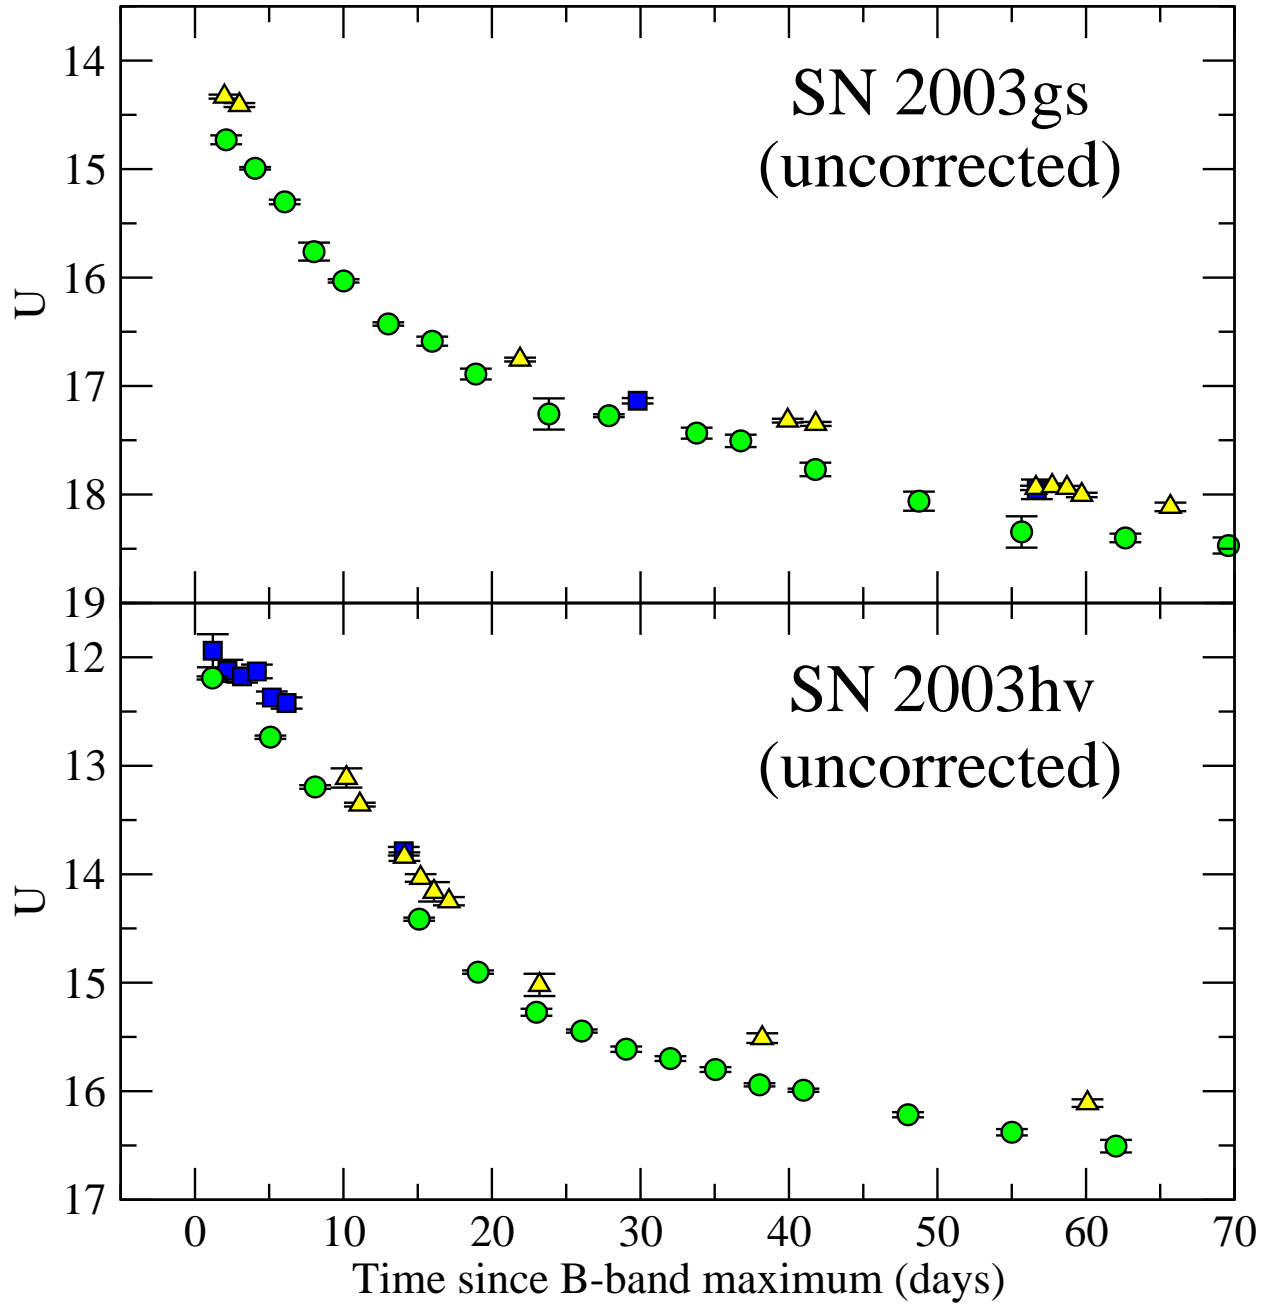 14
15
16
17
18
19
U
SN 2003gs
(uncorrected)
12
13
14
15
16
17
U
SN 2003hv
(uncorrected)
0 10 20 30 40 50 60 70
Time since B-band maximum (days)